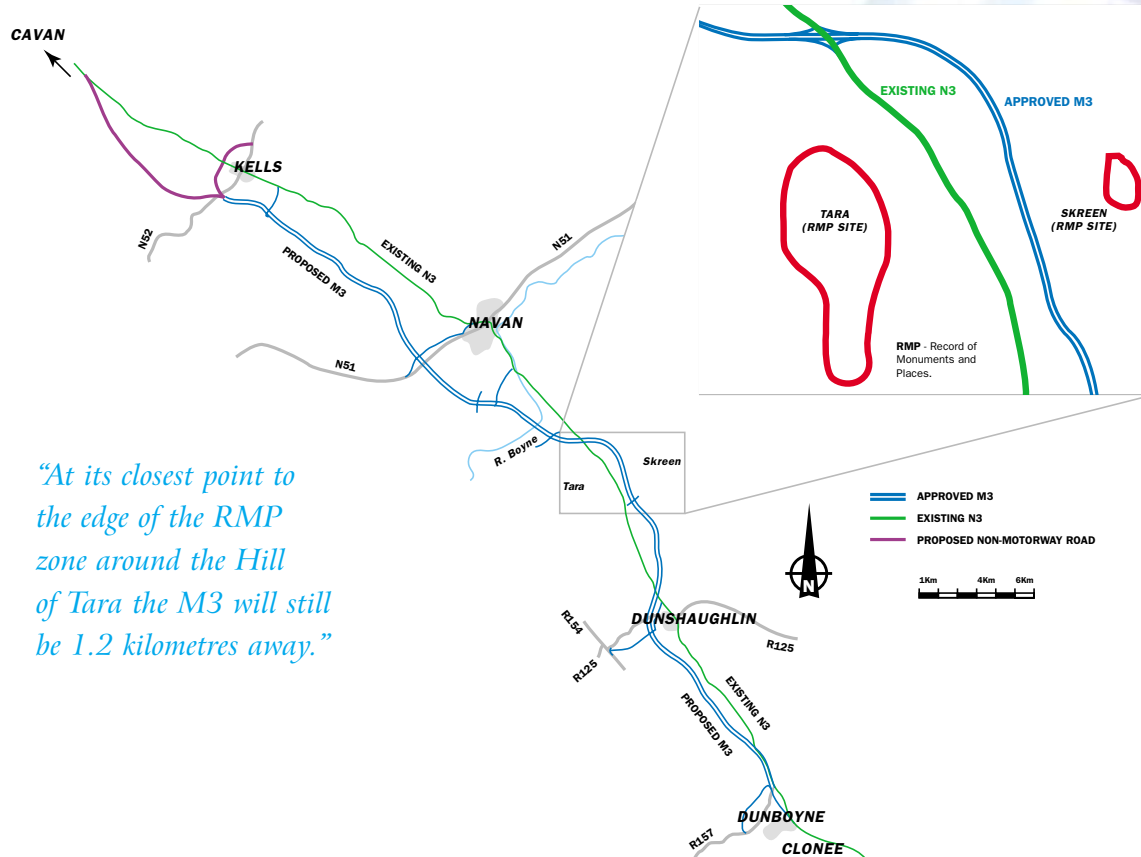 CAVAN
KELLS
N52
PROPOSED M3
EXISTING N3
N51
NAVAN
N51
R. Boyne
Skreen
Tara
EXISTING N3
APPROVED M3
TARA
(RMP SITE)
SKREEN
(RMP SITE)
RMP - Record of
Monuments and
Places.
“At its closest point to
the edge of the RMP
zone around the Hill
of Tara the M3 will still
be 1.2 kilometres away.”
APPROVED M3
EXISTING N3
PROPOSED NON-MOTORWAY ROAD
N
1Km 4Km 6Km
DUNSHAUGHLIN
R154
R125
R125
EXISTING N3
PROPOSED M3
DUNBOYNE
R157
CLONEE